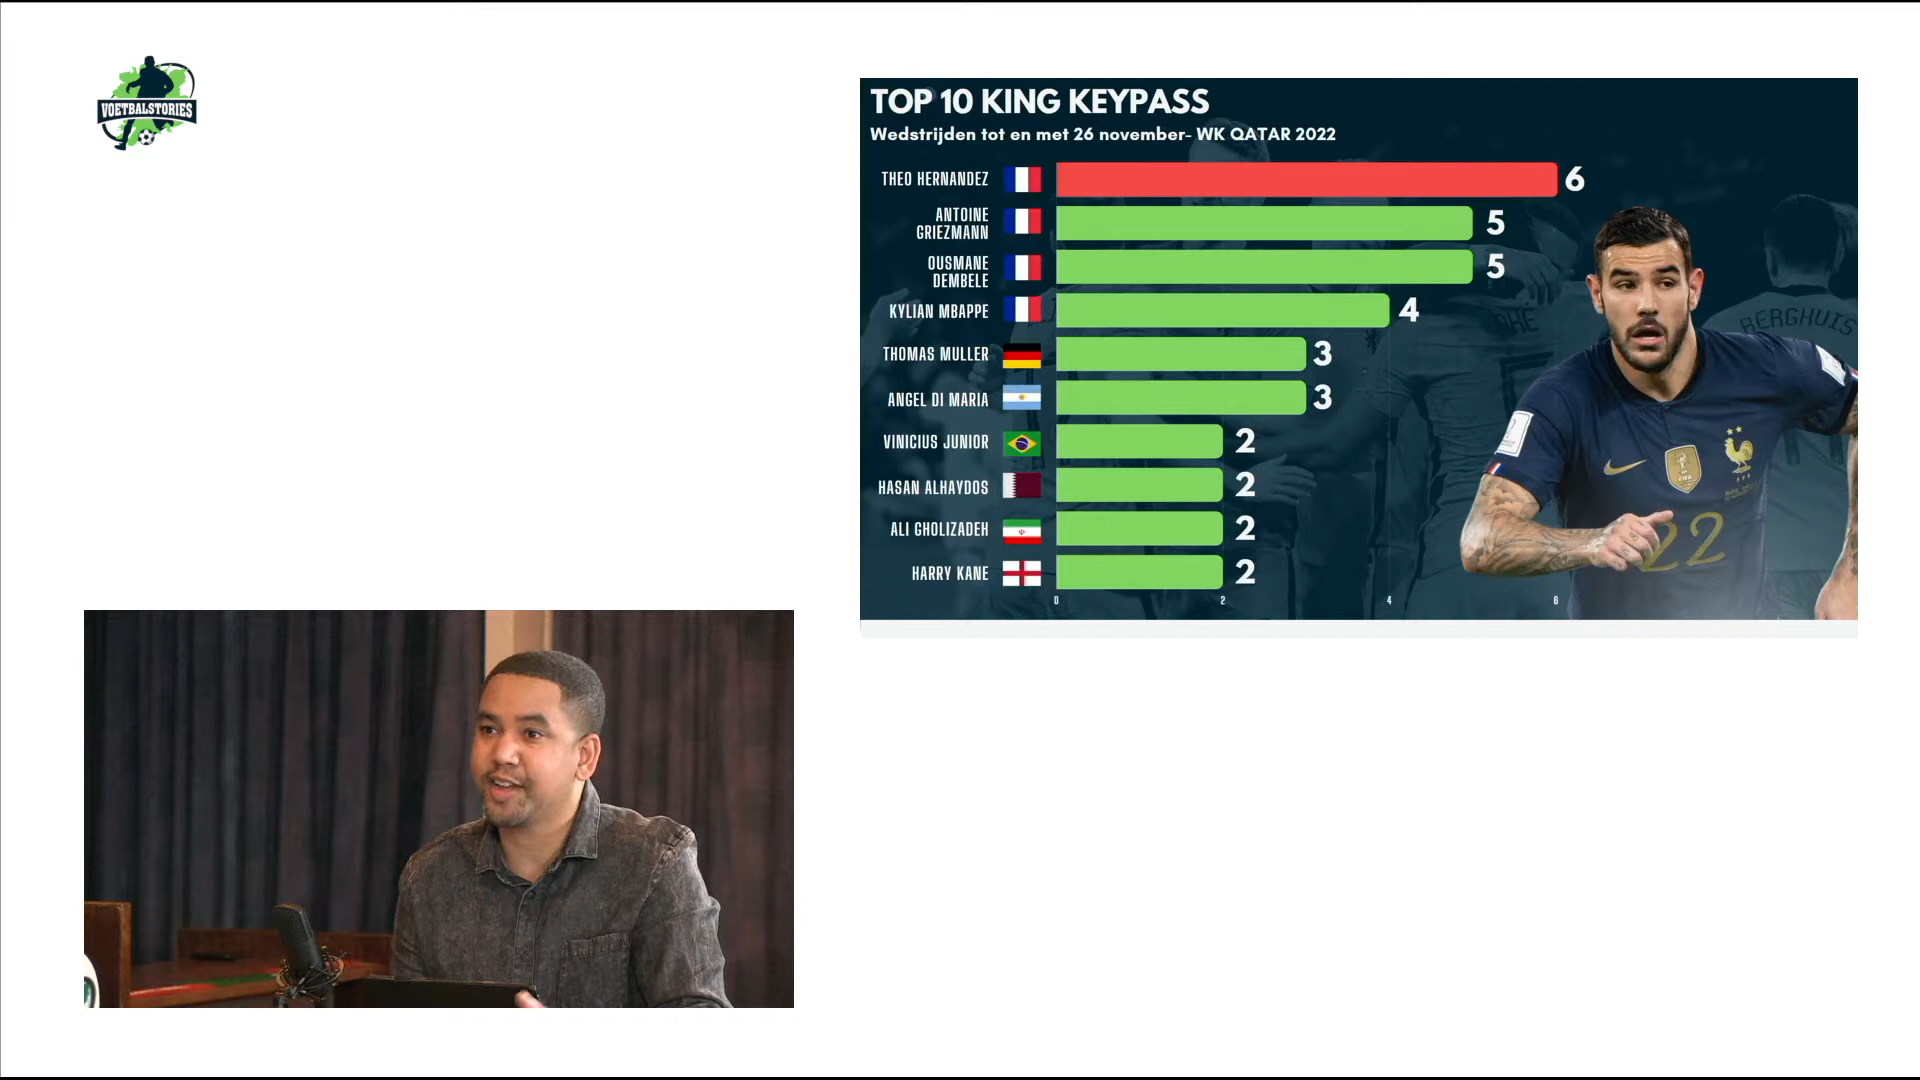 VOETBALSTORIES
TOP 10 KING KEYPASS
Wedstrijden tot en met 26 november- WK QATAR 2022
THEO HERNANDEZ 6
ANTOINE
GRIEZMANN 5
OUSMANE
DEMBELE 5
KYLIAN MBAPPE 4
THOMAS MULLER 3
ANGEL DI MARIA 3
VINICIUS JUNIOR 2
HASAN ALHAYDOS 2
ALI GHOLIZADEH 2
HARRY KANE 2
0 2 4 6
BERGHUIS
22
FIFA